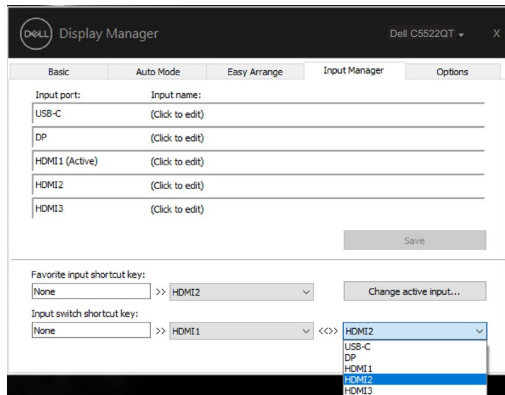 DELL Display Manager Dell C5522QT X
Basic Auto Mode Easy Arrange Input Manager Options
Input port: Input name:
USB-C (Click to edit)
DP (Click to edit)
HDMI1 (Active) (Click to edit)
HDMI2 (Click to edit)
HDMI3 (Click to edit)
Save
Favorite input shortcut key:
None >> HDMI2 Change active input...
Input switch shortcut key:
None >> HDMI1 <<>> HDMI2
USB-C
DP
HDMI1
HDMI2
HDMI3